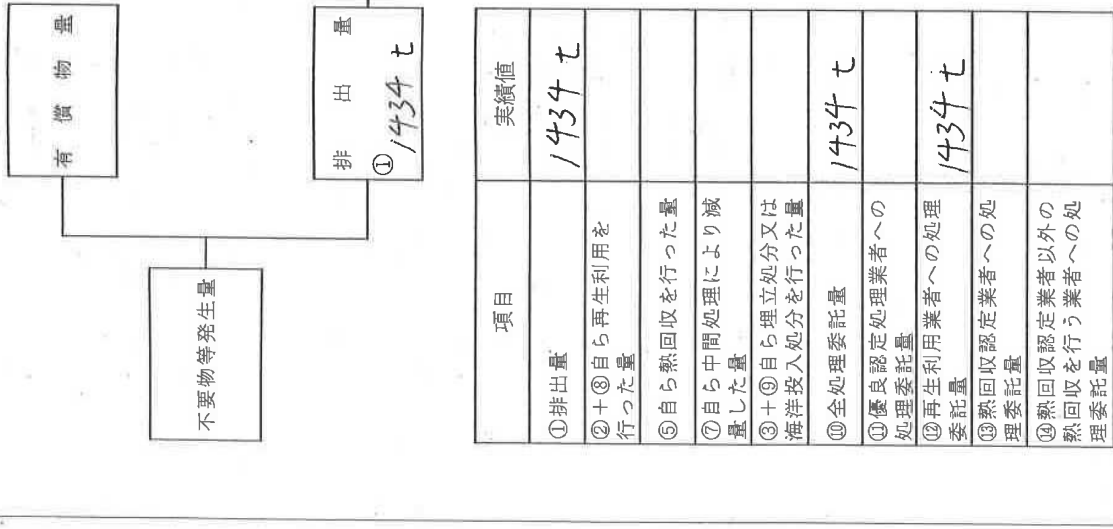 有償物量
不要物等発生量
排出量
① 1434 t
項目
実績値
①排出量
1434 t
②+⑧自ら再生利用を
行った量
⑤自ら熱回収を行った量
⑦自ら中間処理により減
量した量
③+⑨自ら埋立処分又は
海洋投入処分を行った量
⑩全処理委託量
1434 t
⑪優良認定処理業者への
処理委託量
⑫再生利用業者への処理
委託量
1434 t
⑬熱回収認定業者への処
理委託量
⑭熱回収認定業者以外の
熱回収を行う業者への処
理委託量